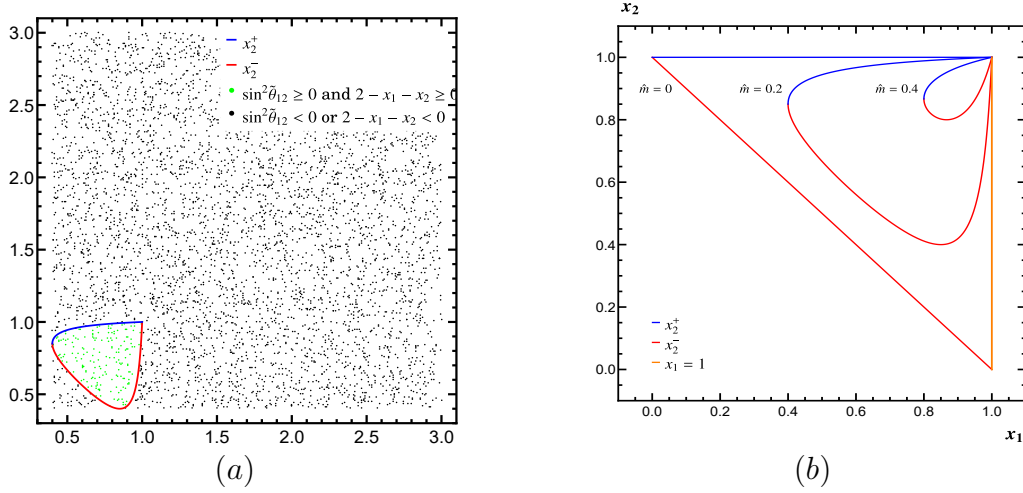 3.0
2.5
2.0
1.5
1.0
0.5
0.5 1.0 1.5 2.0 2.5 3.0
x₂⁺
x₂⁻
sin²θ̃₁₂ ≥ 0 and 2 − x₁ − x₂ ≥ 0
sin²θ̃₁₂ < 0 or 2 − x₁ − x₂ < 0
(a)
x₂
1.0
0.8
0.6
0.4
0.2
0.0
m̂ = 0
m̂ = 0.2
m̂ = 0.4
x₂⁺
x₂⁻
x₁ = 1
0.0 0.2 0.4 0.6 0.8 1.0
x₁
(b)